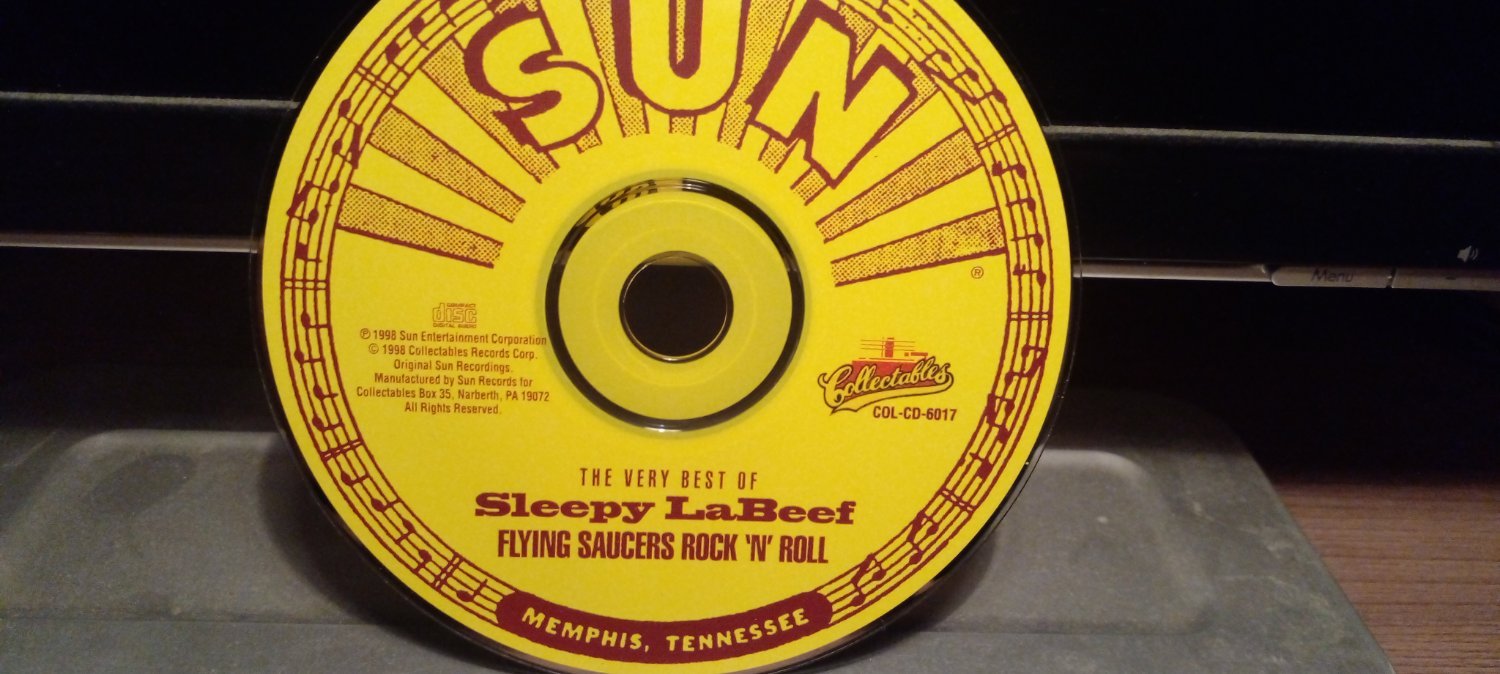 SUN
®
COMPACT
disc
DIGITAL AUDIO
℗ 1998 Sun Entertainment Corporation
© 1998 Collectables Records Corp.
Original Sun Recordings.
Manufactured by Sun Records for
Collectables Box 35, Narberth, PA 19072
All Rights Reserved.
Collectables
COL-CD-6017
THE VERY BEST OF
Sleepy LaBeef
FLYING SAUCERS ROCK 'N' ROLL
MEMPHIS, TENNESSEE
Menu
-